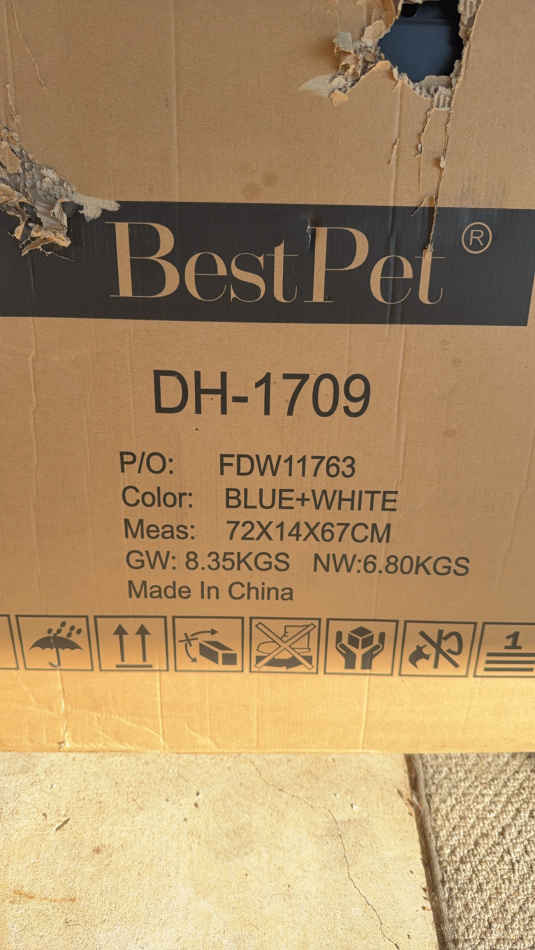 BestPet ®
DH-1709
P/O: FDW11763
Color: BLUE+WHITE
Meas: 72X14X67CM
GW: 8.35KGS NW:6.80KGS
Made In China
1